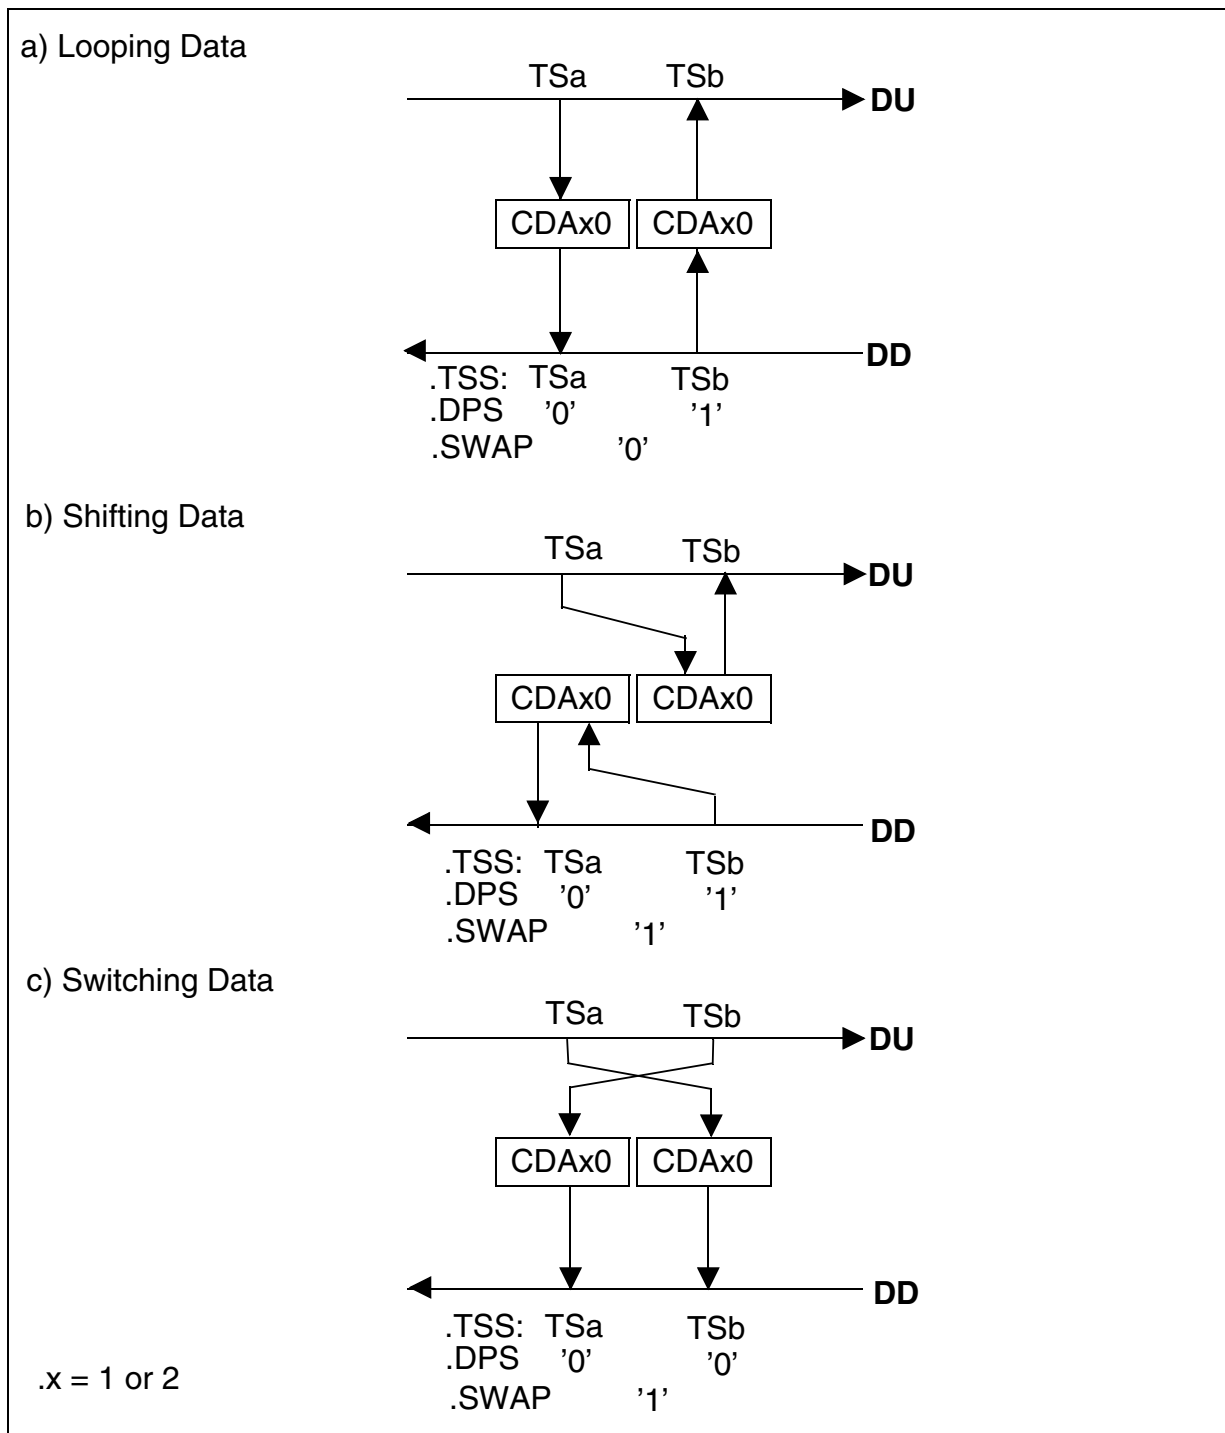 a) Looping Data
TSa TSb
DU
CDAx0 CDAx0
DD
.TSS: TSa TSb
.DPS ’0’ ’1’
.SWAP ’0’
b) Shifting Data
TSa TSb
DU
CDAx0 CDAx0
DD
.TSS: TSa TSb
.DPS ’0’ ’1’
.SWAP ’1’
c) Switching Data
TSa TSb
DU
CDAx0 CDAx0
DD
.TSS: TSa TSb
.DPS ’0’ ’0’
.x = 1 or 2
.SWAP ’1’